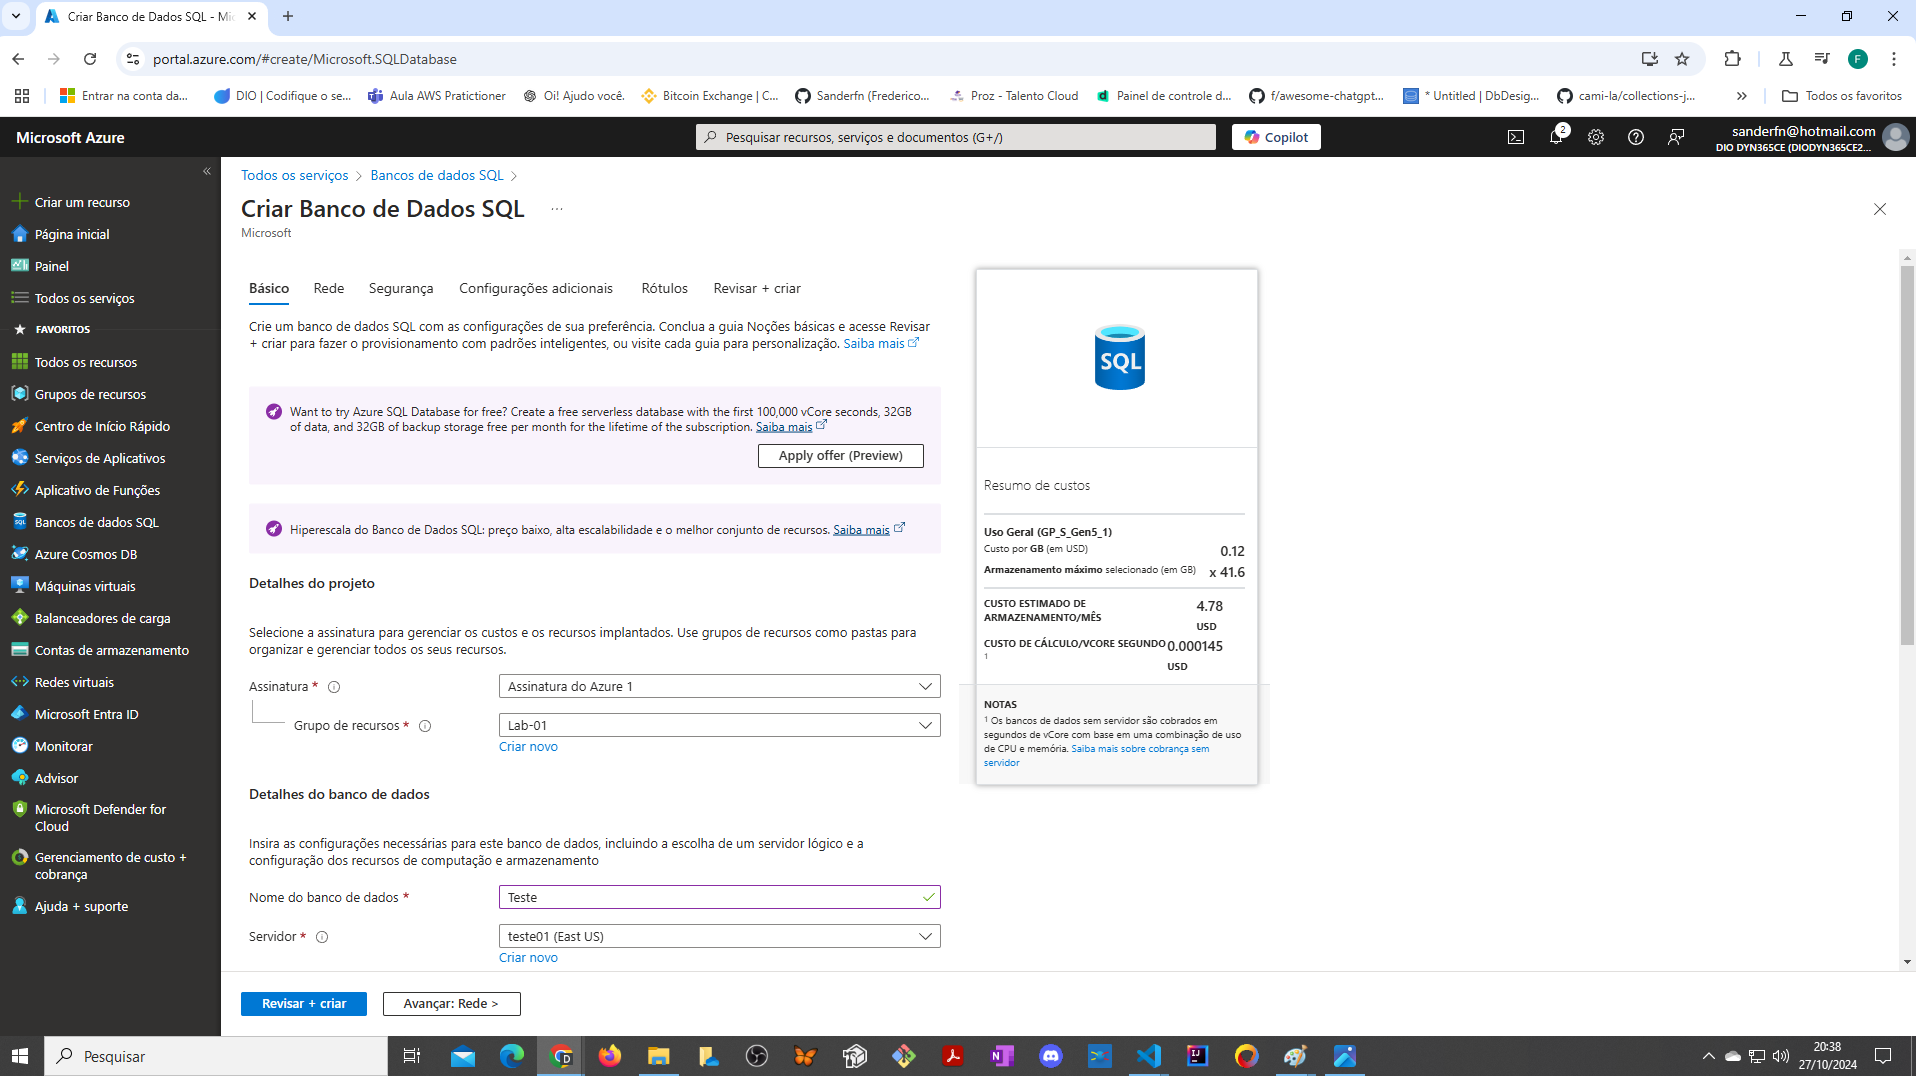 Criar Banco de Dados SQL - Mic
portal.azure.com/#create/Microsoft.SQLDatabase
F
Entrar na conta da...
DIO | Codifique o se...
Aula AWS Pratictioner
Oi! Ajudo você.
Bitcoin Exchange | C...
Sanderfn (Frederico...
Proz - Talento Cloud
Painel de controle d...
f/awesome-chatgpt...
* Untitled | DbDesig...
cami-la/collections-j...
Todos os favoritos
Microsoft Azure
Pesquisar recursos, serviços e documentos (G+/)
Copilot
2
sanderfn@hotmail.com
DIO DYN365CE (DIODYN365CE2...
Criar um recurso
Página inicial
Painel
Todos os serviços
FAVORITOS
Todos os recursos
Grupos de recursos
Centro de Início Rápido
Serviços de Aplicativos
Aplicativo de Funções
Bancos de dados SQL
Azure Cosmos DB
Máquinas virtuais
Balanceadores de carga
Contas de armazenamento
Redes virtuais
Microsoft Entra ID
Monitorar
Advisor
Microsoft Defender for
Cloud
Gerenciamento de custo +
cobrança
Ajuda + suporte
Todos os serviços > Bancos de dados SQL >
Criar Banco de Dados SQL ...
Microsoft
Básico
Rede
Segurança
Configurações adicionais
Rótulos
Revisar + criar
Crie um banco de dados SQL com as configurações de sua preferência. Conclua a guia Noções básicas e acesse Revisar
+ criar para fazer o provisionamento com padrões inteligentes, ou visite cada guia para personalização. Saiba mais
Want to try Azure SQL Database for free? Create a free serverless database with the first 100,000 vCore seconds, 32GB
of data, and 32GB of backup storage free per month for the lifetime of the subscription. Saiba mais
Apply offer (Preview)
Hiperescala do Banco de Dados SQL: preço baixo, alta escalabilidade e o melhor conjunto de recursos. Saiba mais
Detalhes do projeto
Selecione a assinatura para gerenciar os custos e os recursos implantados. Use grupos de recursos como pastas para
organizar e gerenciar todos os seus recursos.
Assinatura *
Assinatura do Azure 1
Grupo de recursos *
Lab-01
Criar novo
Detalhes do banco de dados
Insira as configurações necessárias para este banco de dados, incluindo a escolha de um servidor lógico e a
configuração dos recursos de computação e armazenamento
Nome do banco de dados *
Teste
Servidor *
teste01 (East US)
Criar novo
Revisar + criar
Avançar: Rede >
SQL
Resumo de custos
Uso Geral (GP_S_Gen5_1)
Custo por GB (em USD)
0.12
Armazenamento máximo selecionado (em GB)
x 41.6
CUSTO ESTIMADO DE
ARMAZENAMENTO/MÊS
4.78
USD
CUSTO DE CÁLCULO/VCORE SEGUNDO
1
0.000145
USD
NOTAS
1 Os bancos de dados sem servidor são cobrados em
segundos de vCore com base em uma combinação de uso
de CPU e memória. Saiba mais sobre cobrança sem
servidor
Pesquisar
20:38
27/10/2024